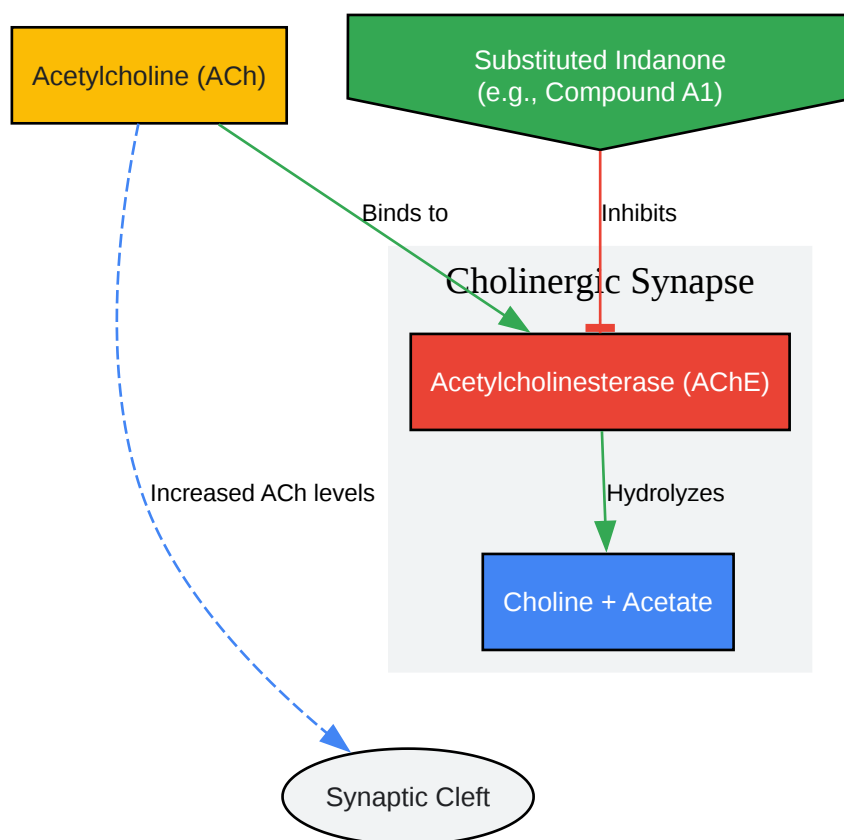 Acetylcholine (ACh)
Substituted Indanone
(e.g., Compound A1)
Binds to
Inhibits
Cholinergic Synapse
Acetylcholinesterase (AChE)
Increased ACh levels
Hydrolyzes
Choline + Acetate
Synaptic Cleft